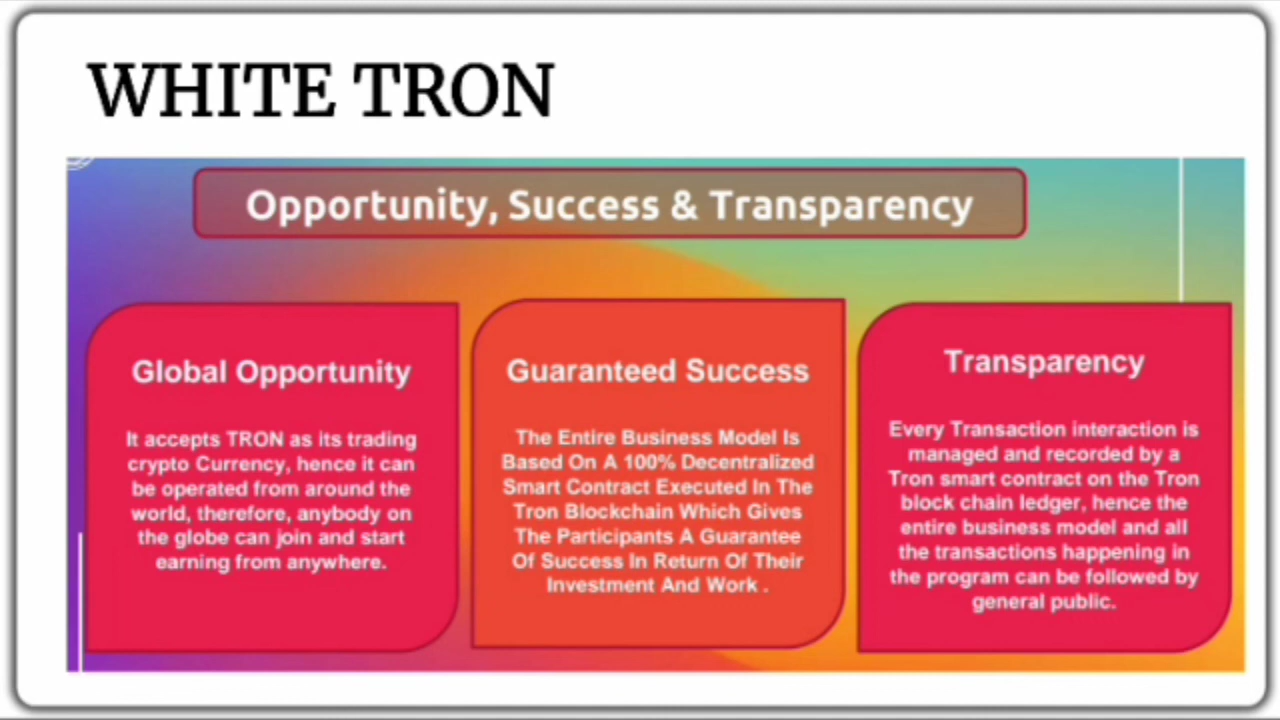 WHITE TRON
Opportunity, Success & Transparency
Global Opportunity
It accepts TRON as its trading
crypto Currency, hence it can
be operated from around the
world, therefore, anybody on
the globe can join and start
earning from anywhere.
Guaranteed Success
The Entire Business Model Is
Based On A 100% Decentralized
Smart Contract Executed In The
Tron Blockchain Which Gives
The Participants A Guarantee
Of Success In Return Of Their
Investment And Work .
Transparency
Every Transaction interaction is
managed and recorded by a
Tron smart contract on the Tron
block chain ledger, hence the
entire business model and all
the transactions happening in
the program can be followed by
general public.